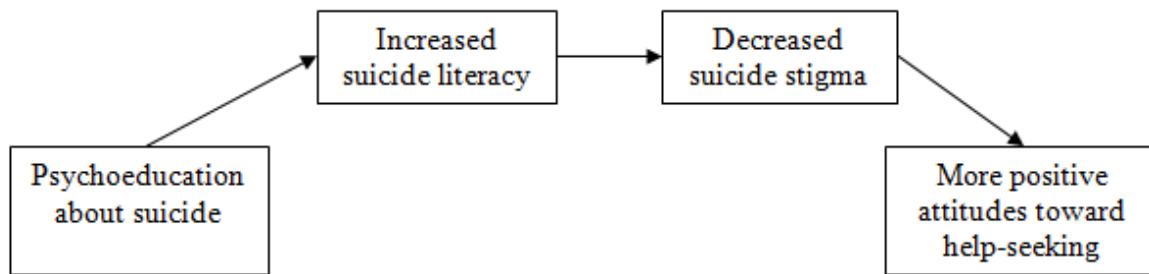 Increased
suicide literacy
Decreased
suicide stigma
Psychoeducation
about suicide
More positive
attitudes toward
help-seeking